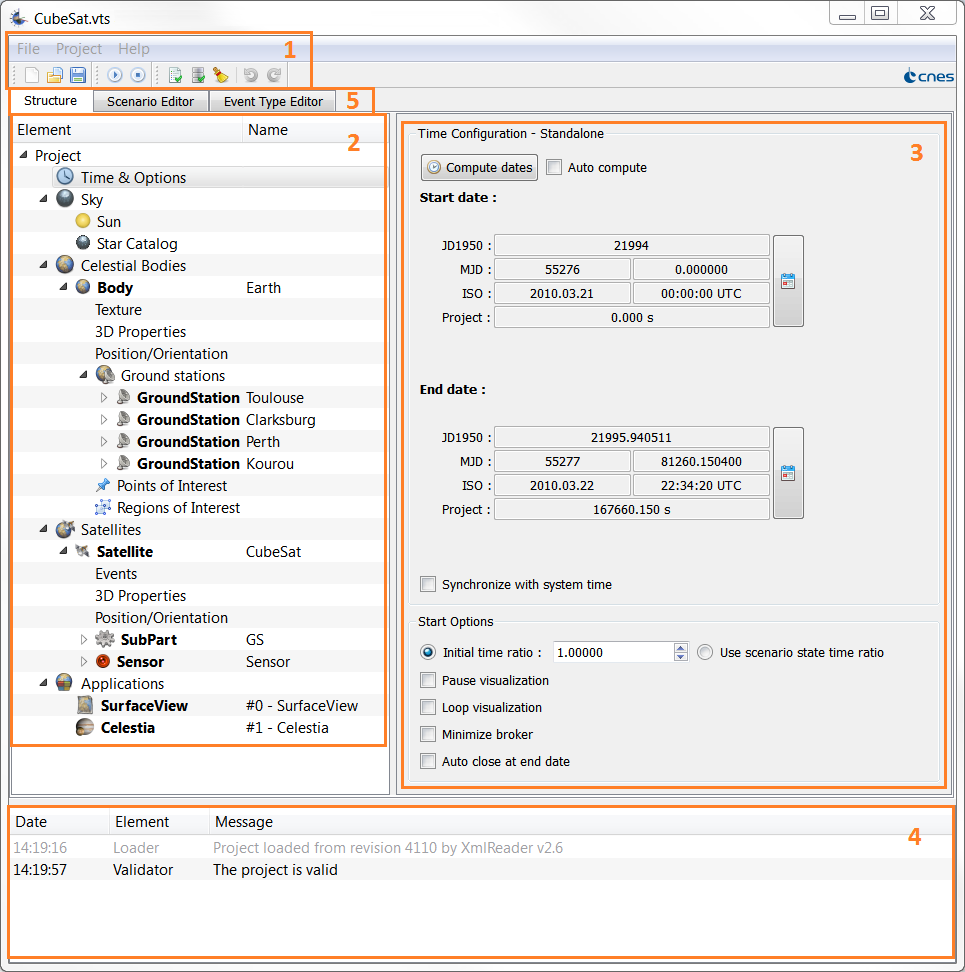 CubeSat.vts
File Project Help 1
cnes
Structure Scenario Editor Event Type Editor 5
Element Name 2
Project
Time & Options
Sky
Sun
Star Catalog
Celestial Bodies
Body Earth
Texture
3D Properties
Position/Orientation
Ground stations
GroundStation Toulouse
GroundStation Clarksburg
GroundStation Perth
GroundStation Kourou
Points of Interest
Regions of Interest
Satellites
Satellite CubeSat
Events
3D Properties
Position/Orientation
SubPart GS
Sensor Sensor
Applications
SurfaceView #0 - SurfaceView
Celestia #1 - Celestia
Time Configuration - Standalone 3
Compute dates Auto compute
Start date :
JD1950 : 21994
MJD : 55276 0.000000
ISO : 2010.03.21 00:00:00 UTC
Project : 0.000 s
End date :
JD1950 : 21995.940511
MJD : 55277 81260.150400
ISO : 2010.03.22 22:34:20 UTC
Project : 167660.150 s
Synchronize with system time
Start Options
Initial time ratio : 1.00000 Use scenario state time ratio
Pause visualization
Loop visualization
Minimize broker
Auto close at end date
Date Element Message 4
14:19:16 Loader Project loaded from revision 4110 by XmlReader v2.6
14:19:57 Validator The project is valid